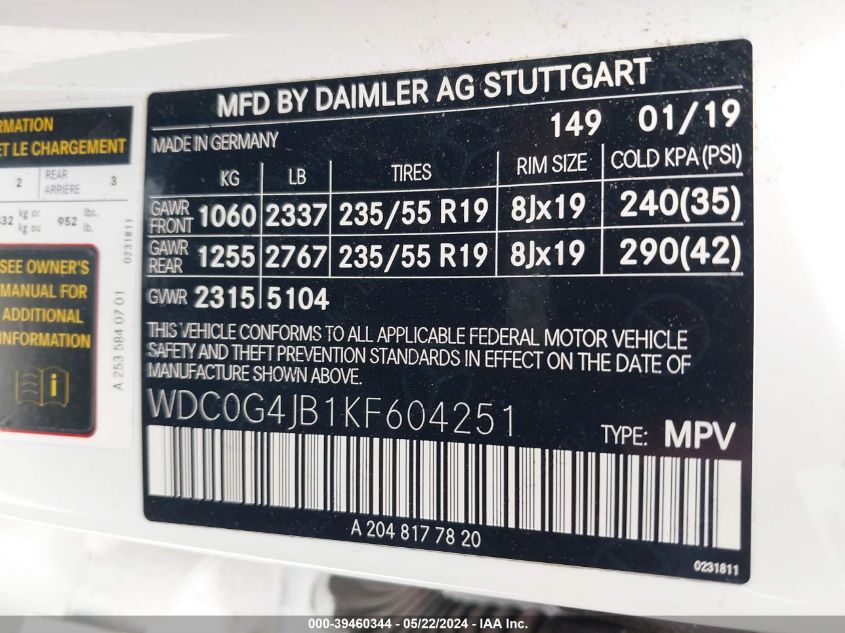 MFD BY DAIMLER AG STUTTGART
149 01/19
MADE IN GERMANY
KG LB TIRES RIM SIZE COLD KPA (PSI)
GAWR FRONT 1060 2337 235/55 R19 8Jx19 240(35)
GAWR REAR 1255 2767 235/55 R19 8Jx19 290(42)
GVWR 2315 5104
THIS VEHICLE CONFORMS TO ALL APPLICABLE FEDERAL MOTOR VEHICLE
SAFETY AND THEFT PREVENTION STANDARDS IN EFFECT ON THE DATE OF
MANUFACTURE SHOWN ABOVE.
WDC0G4JB1KF604251
TYPE: MPV
A 204 817 78 20
0231811
ET LE CHARGEMENT
2 REAR ARRIÈRE 3
kg or kg ou 952 lbs. lb.
0231811
SEE OWNER'S
MANUAL FOR
ADDITIONAL
INFORMATION
i
A 253 584 07 01
000-39460344 - 05/22/2024 - IAA Inc.